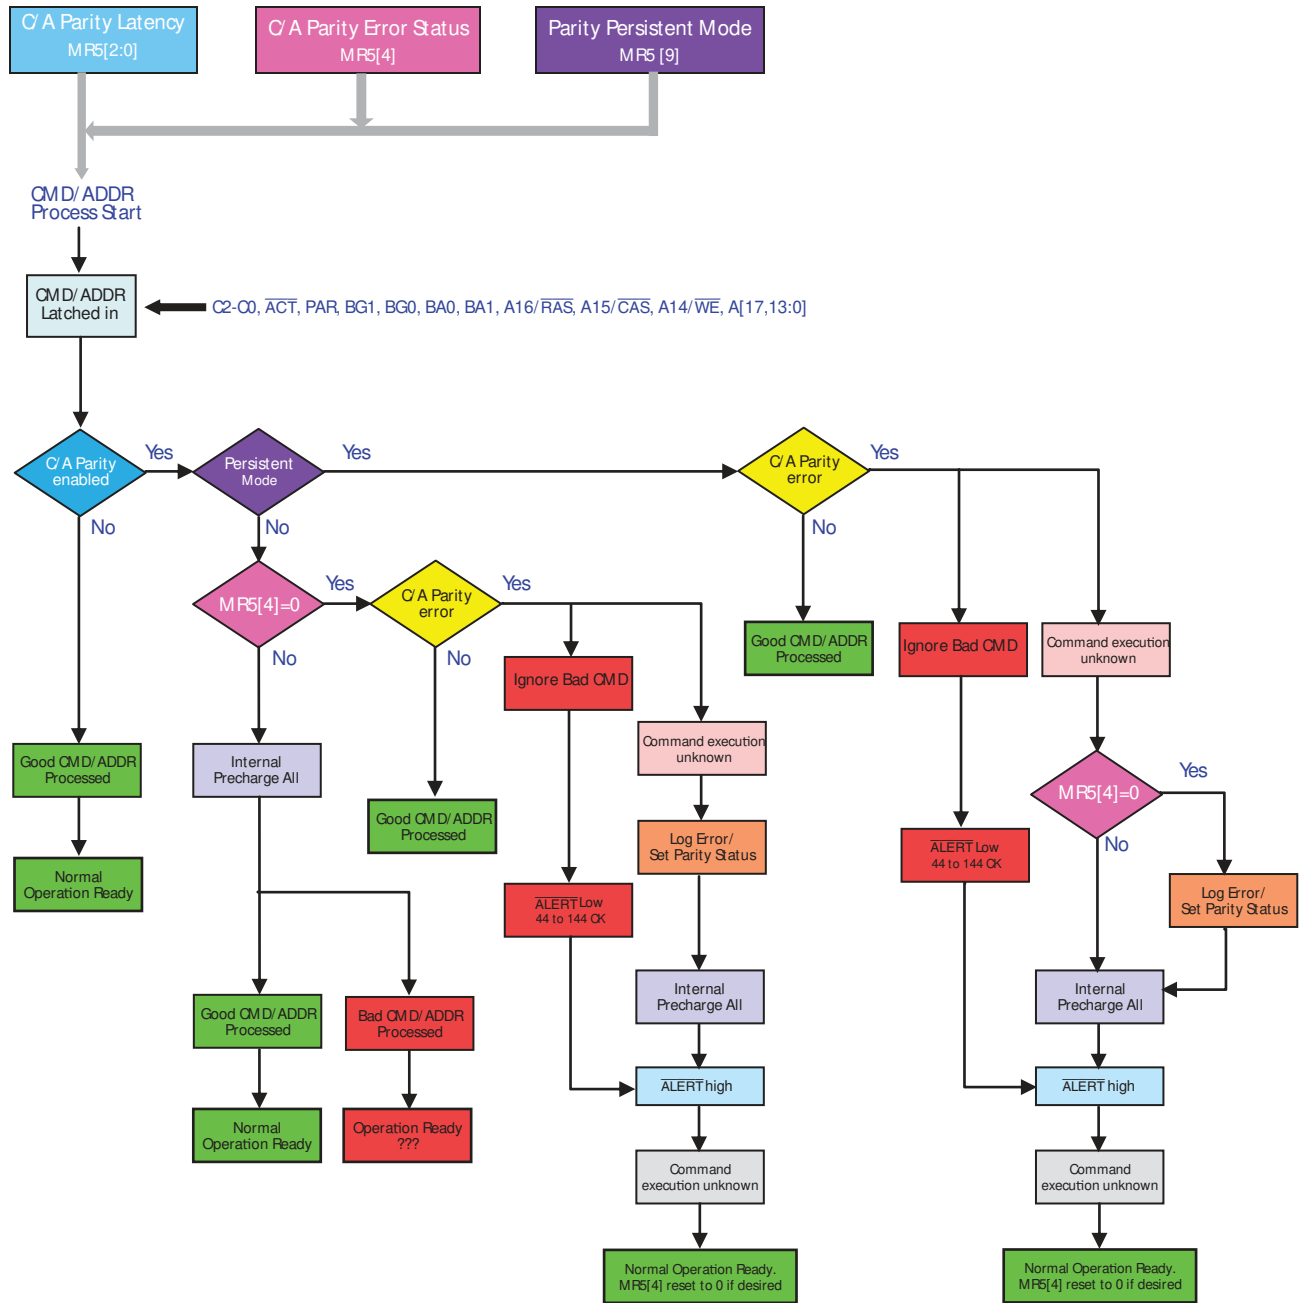 C/A Parity Latency
MR5[2:0]
C/A Parity Error Status
MR5[4]
Parity Persistent Mode
MR5 [9]
CMD/ADDR
Process Start
CMD/ADDR
Latched in
C2-C0, A̅C̅T̅, PAR, BG1, BG0, BA0, BA1, A16/R̅A̅S̅, A15/C̅A̅S̅, A14/W̅E̅, A[17,13:0]
C/A Parity
enabled
Yes
No
Persistent
Mode
Yes
No
C/A Parity
error
Yes
No
MR5[4]=0
Yes
No
C/A Parity
error
Yes
No
Good CMD/ADDR
Processed
Ignore Bad CMD
Command execution
unknown
Ignore Bad CMD
Command execution
unknown
MR5[4]=0
Yes
No
Good CMD/ADDR
Processed
Internal
Precharge All
Good CMD/ADDR
Processed
Log Error/
Set Parity Status
A̅L̅E̅R̅T̅ Low
44 to 144 CK
Normal
Operation Ready
A̅L̅E̅R̅T̅ Low
44 to 144 CK
Log Error/
Set Parity Status
Good CMD/ADDR
Processed
Bad CMD/ADDR
Processed
Internal
Precharge All
Internal
Precharge All
A̅L̅E̅R̅T̅ high
A̅L̅E̅R̅T̅ high
Normal
Operation Ready
Operation Ready
???
Command
execution unknown
Command
execution unknown
Normal Operation Ready.
MR5[4] reset to 0 if desired
Normal Operation Ready.
MR5[4] reset to 0 if desired